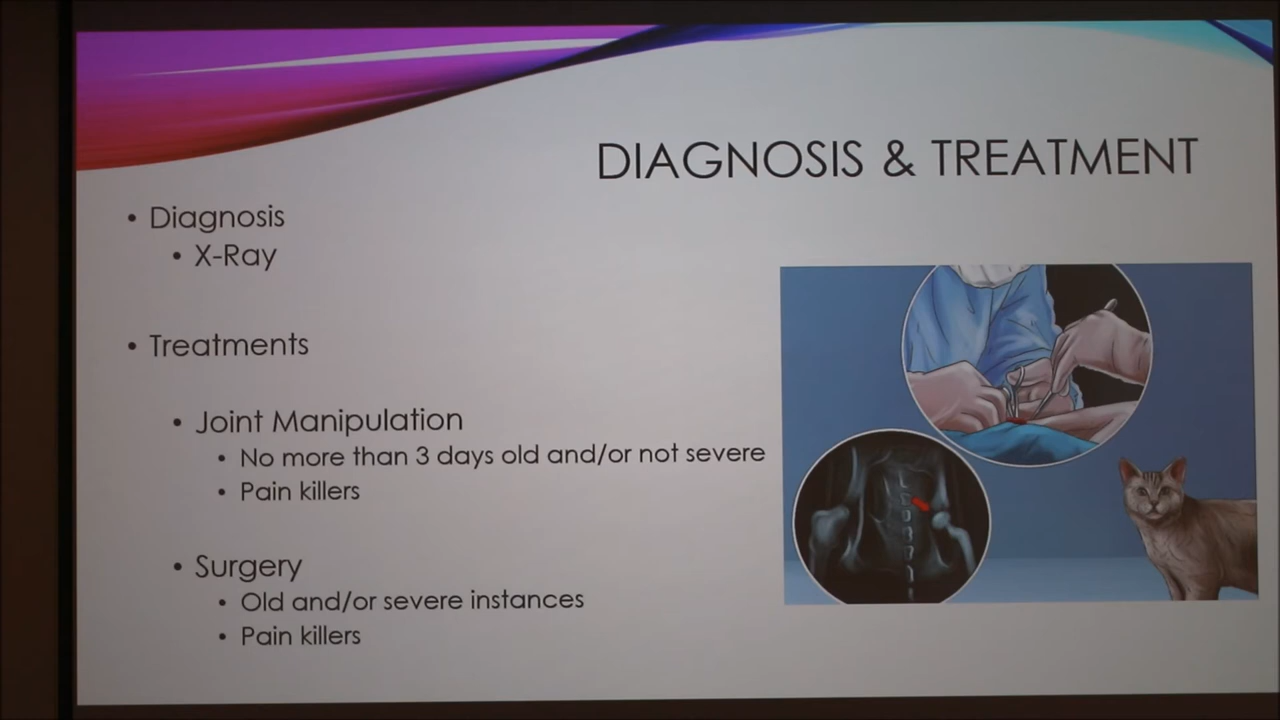 DIAGNOSIS & TREATMENT
• Diagnosis
• X-Ray
• Treatments
• Joint Manipulation
• No more than 3 days old and/or not severe
• Pain killers
• Surgery
• Old and/or severe instances
• Pain killers